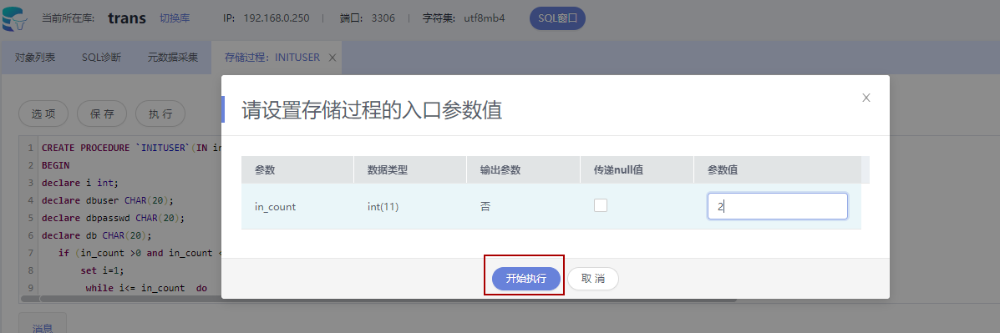 当前所在库: trans 切换库 IP: 192.168.0.250 | 端口: 3306 | 字符集: utf8mb4 SQL窗口
对象列表 SQL诊断 元数据采集 存储过程: INITUSER ×
选 项 保 存 执 行
请设置存储过程的入口参数值 ×
参数 数据类型 输出参数 传递null值 参数值
in_count int(11) 否 2
开始执行 取 消
1 CREATE PROCEDURE `INITUSER`(IN in
2 BEGIN
3 declare i int;
4 declare dbuser CHAR(20);
5 declare dbpasswd CHAR(20);
6 declare db CHAR(20);
7 if (in_count >0 and in_count <
8 set i=1;
9 while i<= in_count do
消息